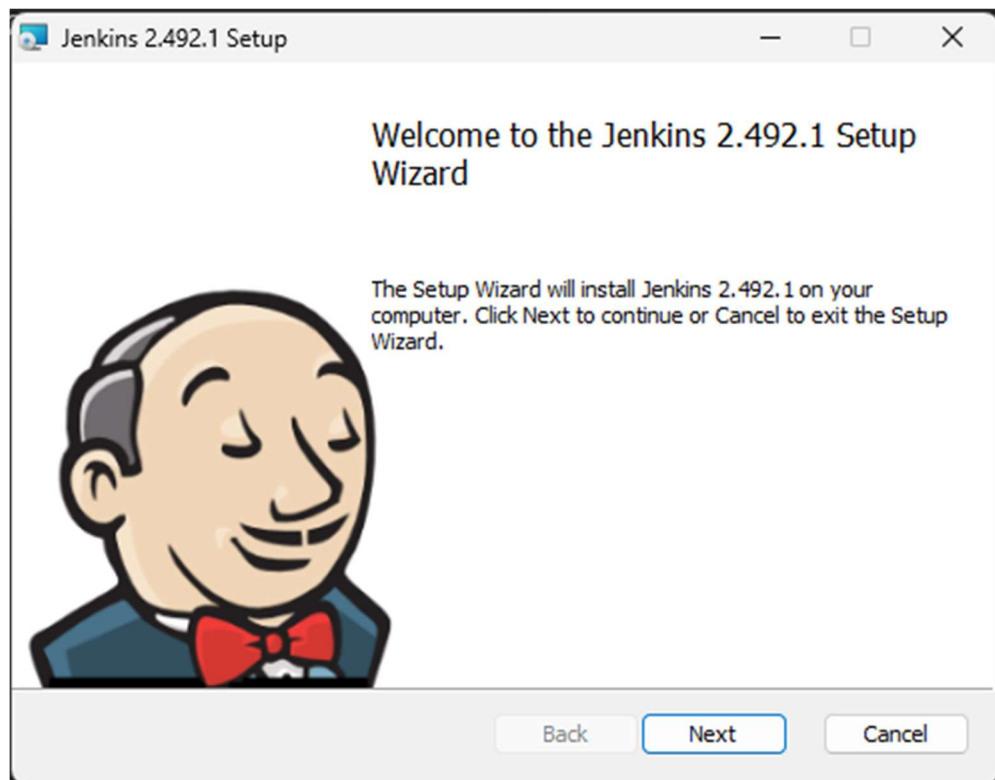 Jenkins 2.492.1 Setup
Welcome to the Jenkins 2.492.1 Setup
Wizard
The Setup Wizard will install Jenkins 2.492.1 on your
computer. Click Next to continue or Cancel to exit the Setup
Wizard.
Back Next Cancel